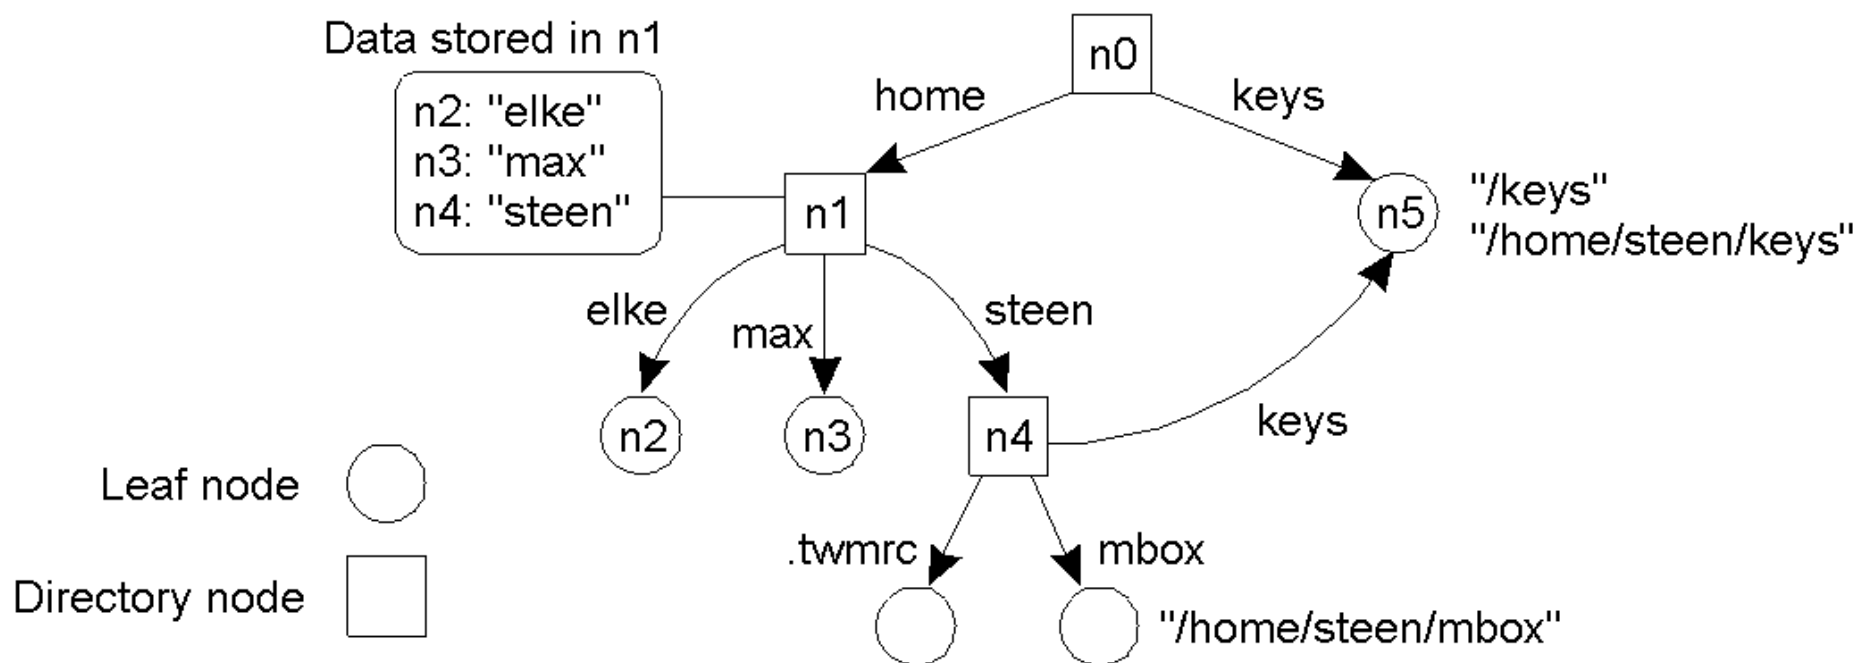 Data stored in n1
n2: "elke"
n3: "max"
n4: "steen"
n0
home
keys
n1
n5
"/keys"
"/home/steen/keys"
elke
max
steen
keys
n2
n3
n4
Leaf node
.twmrc
mbox
Directory node
"/home/steen/mbox"